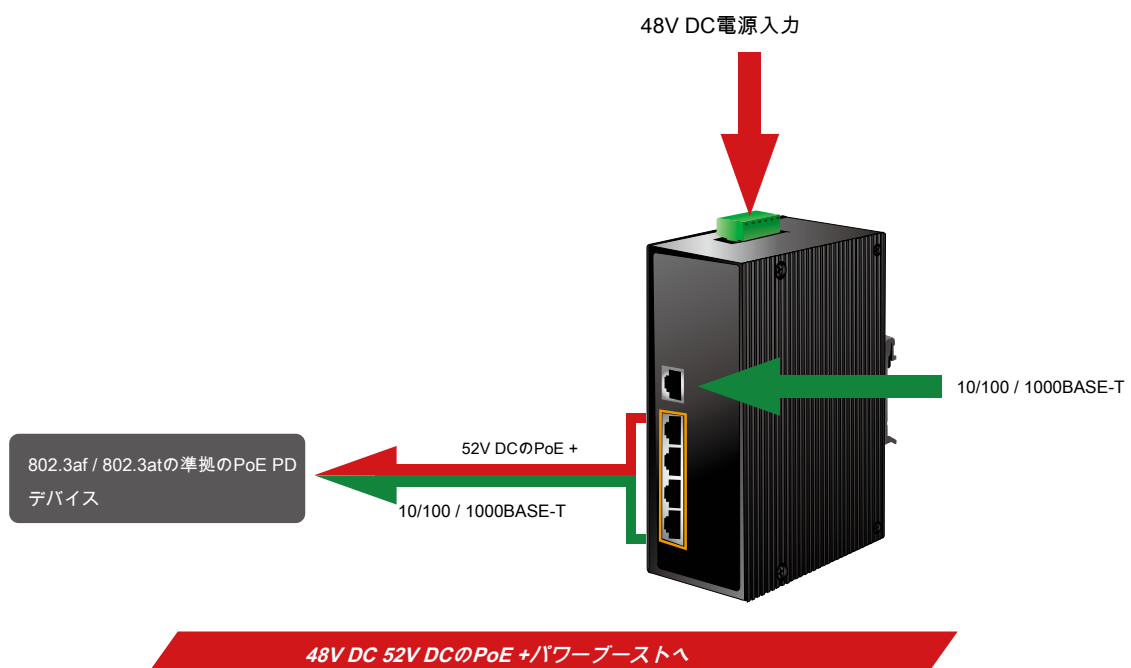 48V DC電源入力
10/100 / 1000BASE-T
52V DCのPoE +
802.3af / 802.3atの準拠のPoE PD
デバイス
10/100 / 1000BASE-T
48V DC 52V DCのPoE +パワーブーストへ